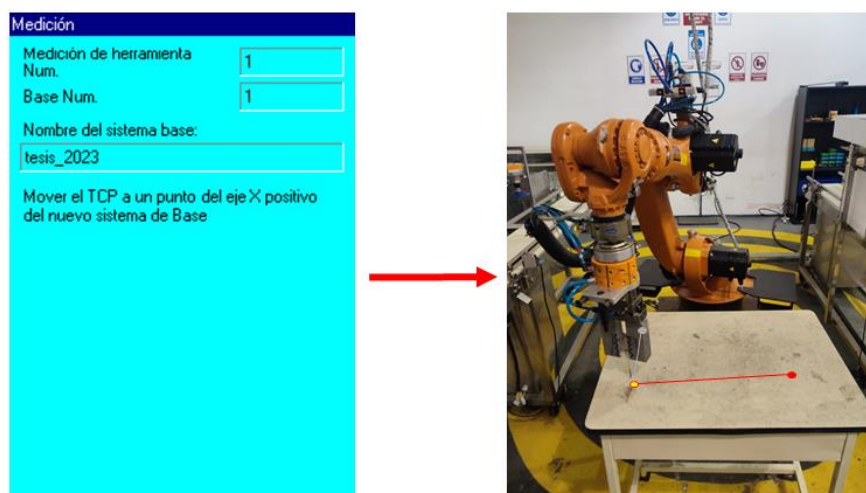 Medición
Medición de herramienta
Num.
1
Base Num.
1
Nombre del sistema base:
tesis_2023
Mover el TCP a un punto del eje X positivo
del nuevo sistema de Base